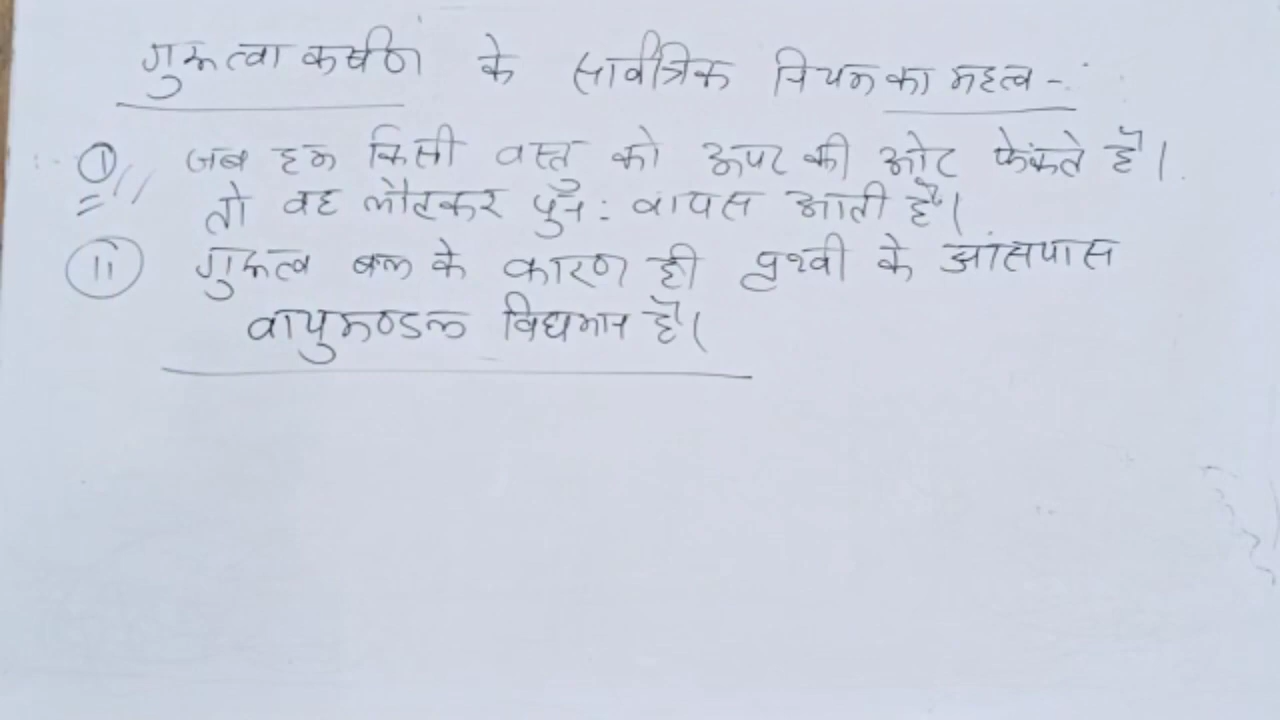 गुरुत्वाकर्षण के सार्वत्रिक नियम का महत्व -
① जब हम किसी वस्तु को ऊपर की ओर फेंकते है।
तो वह लौटकर पुन: वापस आती है।
ii गुरुत्व बल के कारण ही पृथ्वी के आंसपास
वायुमण्डल विद्यमान है।